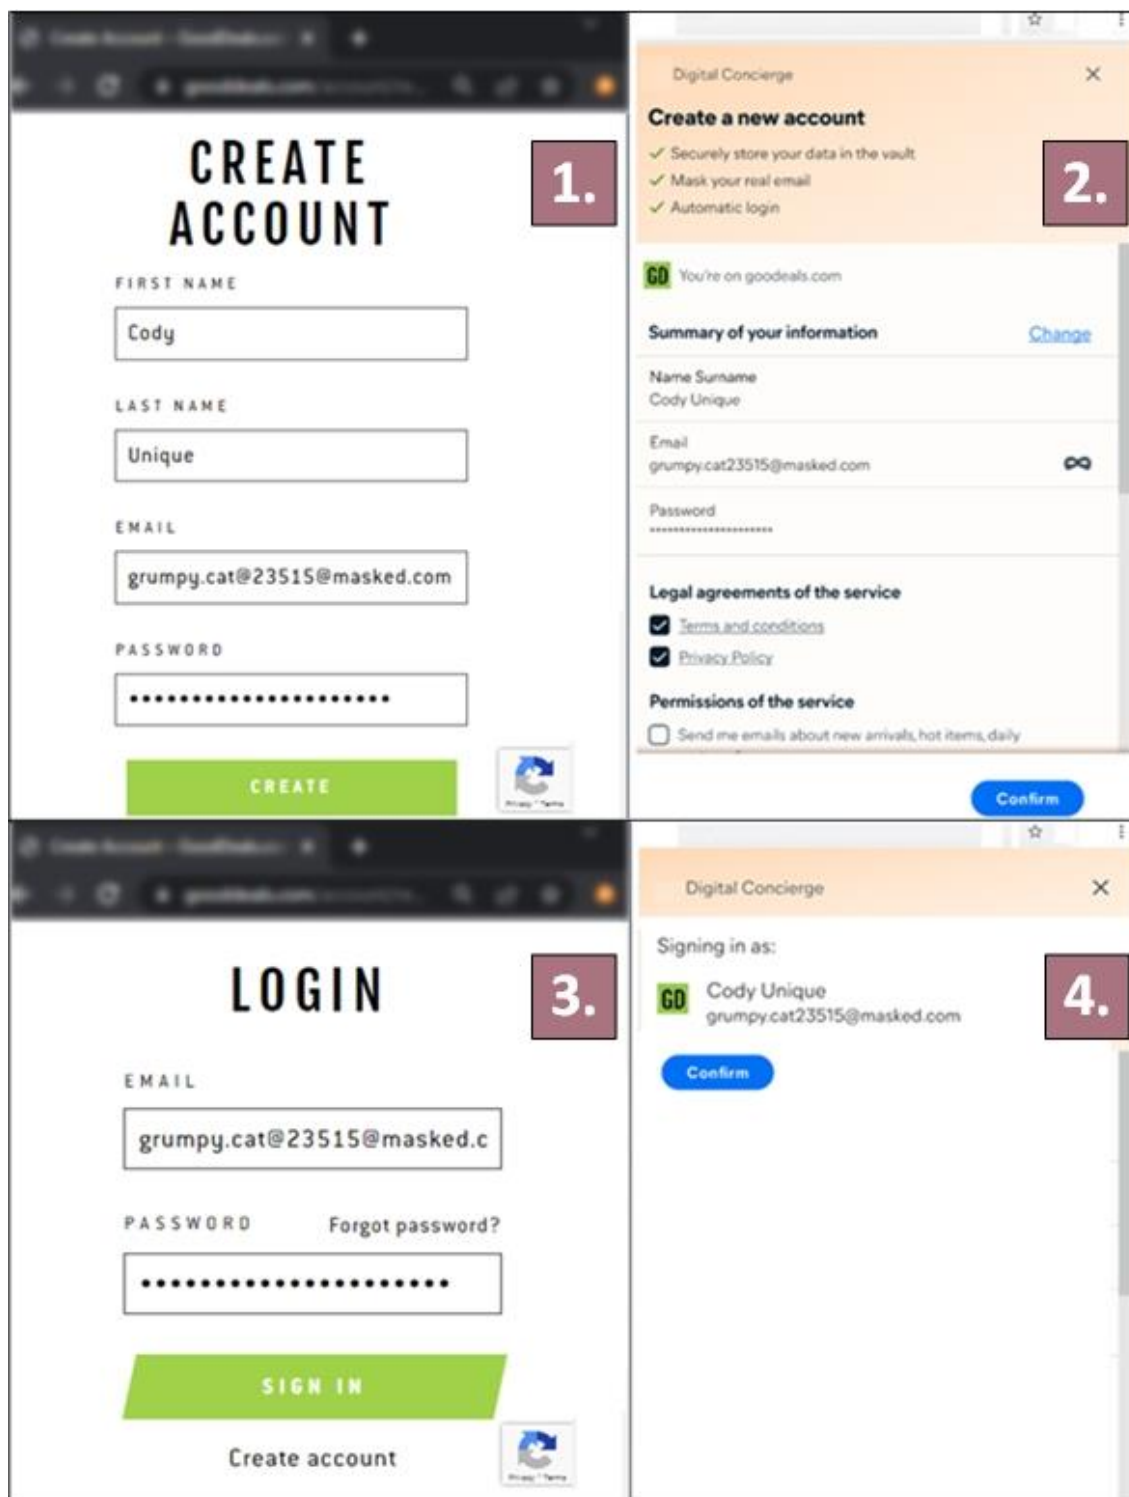 CREATE
ACCOUNT
1.
FIRST NAME
Cody
LAST NAME
Unique
EMAIL
grumpy.cat@23515@masked.com
PASSWORD
CREATE
Privacy - Terms
Digital Concierge
Create a new account
Securely store your data in the vault
Mask your real email
Automatic login
2.
GD You're on goodeals.com
Summary of your information Change
Name Surname
Cody Unique
Email
grumpy.cat23515@masked.com
Password
Legal agreements of the service
Terms and conditions
Privacy Policy
Permissions of the service
Send me emails about new arrivals, hot items, daily
Confirm
LOGIN
3.
EMAIL
grumpy.cat@23515@masked.c
PASSWORD Forgot password?
SIGN IN
Create account
Privacy - Terms
Digital Concierge
Signing in as:
4.
GD Cody Unique
grumpy.cat23515@masked.com
Confirm